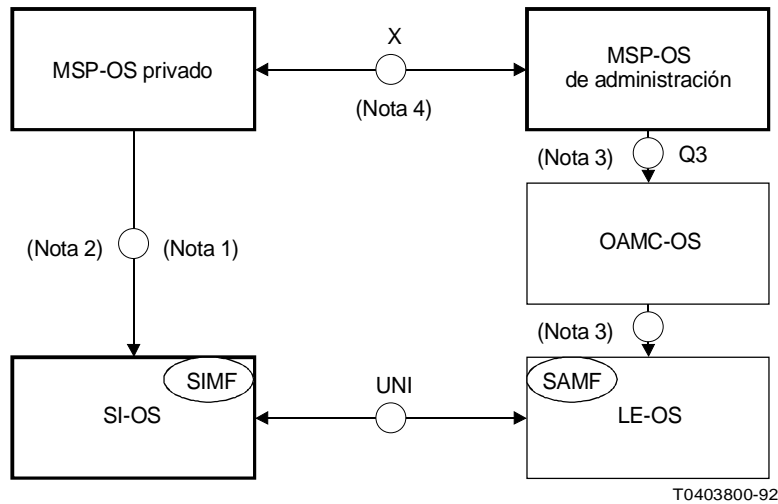 X
MSP-OS privado
MSP-OS
de administración
(Nota 4)
(Nota 3)
Q3
OAMC-OS
(Nota 2)
(Nota 1)
(Nota 3)
SIMF
UNI
SAMF
SI-OS
LE-OS
T0403800-92